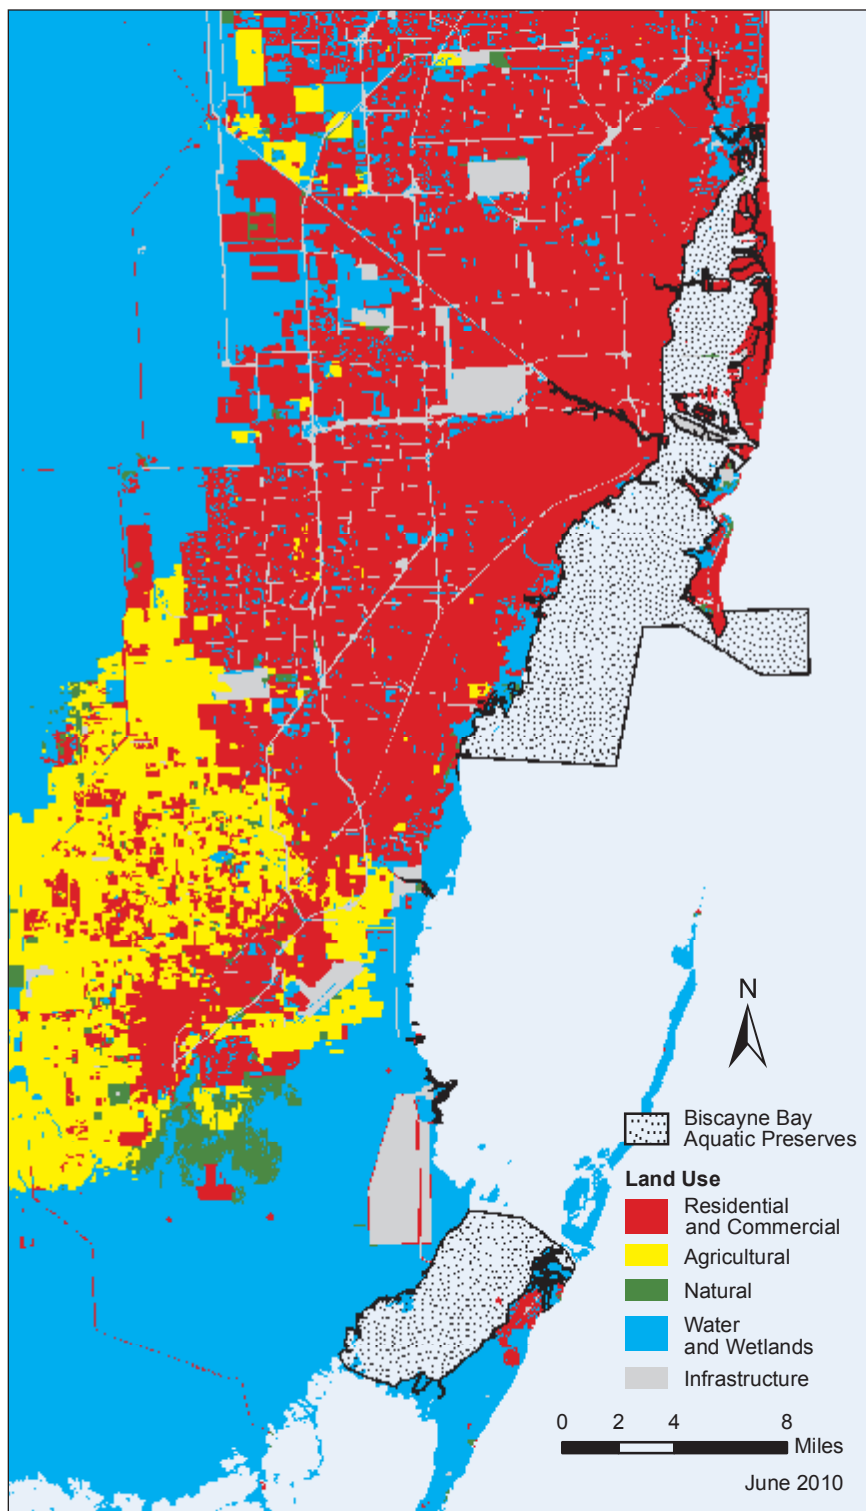 N
Biscayne Bay
Aquatic Preserves
Land Use
Residential
and Commercial
Agricultural
Natural
Water
and Wetlands
Infrastructure
0 2 4 8
Miles
June 2010